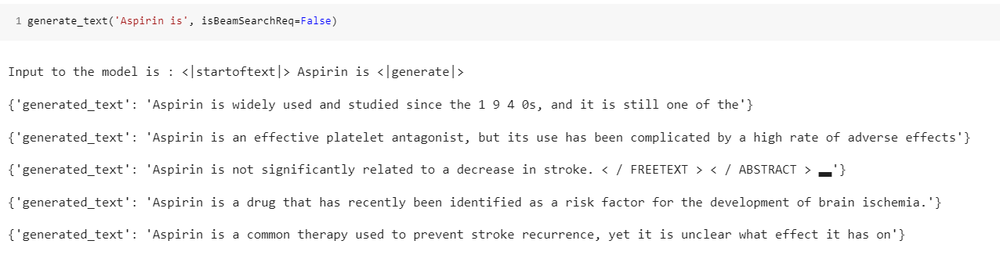 1 generate_text('Aspirin is', isBeamSearchReq=False)
Input to the model is : <|startoftext|> Aspirin is <|generate|>
{'generated_text': 'Aspirin is widely used and studied since the 1 9 4 0s, and it is still one of the'}
{'generated_text': 'Aspirin is an effective platelet antagonist, but its use has been complicated by a high rate of adverse effects'}
{'generated_text': 'Aspirin is not significantly related to a decrease in stroke. < / FREETEXT > < / ABSTRACT > ▃'}
{'generated_text': 'Aspirin is a drug that has recently been identified as a risk factor for the development of brain ischemia.'}
{'generated_text': 'Aspirin is a common therapy used to prevent stroke recurrence, yet it is unclear what effect it has on'}